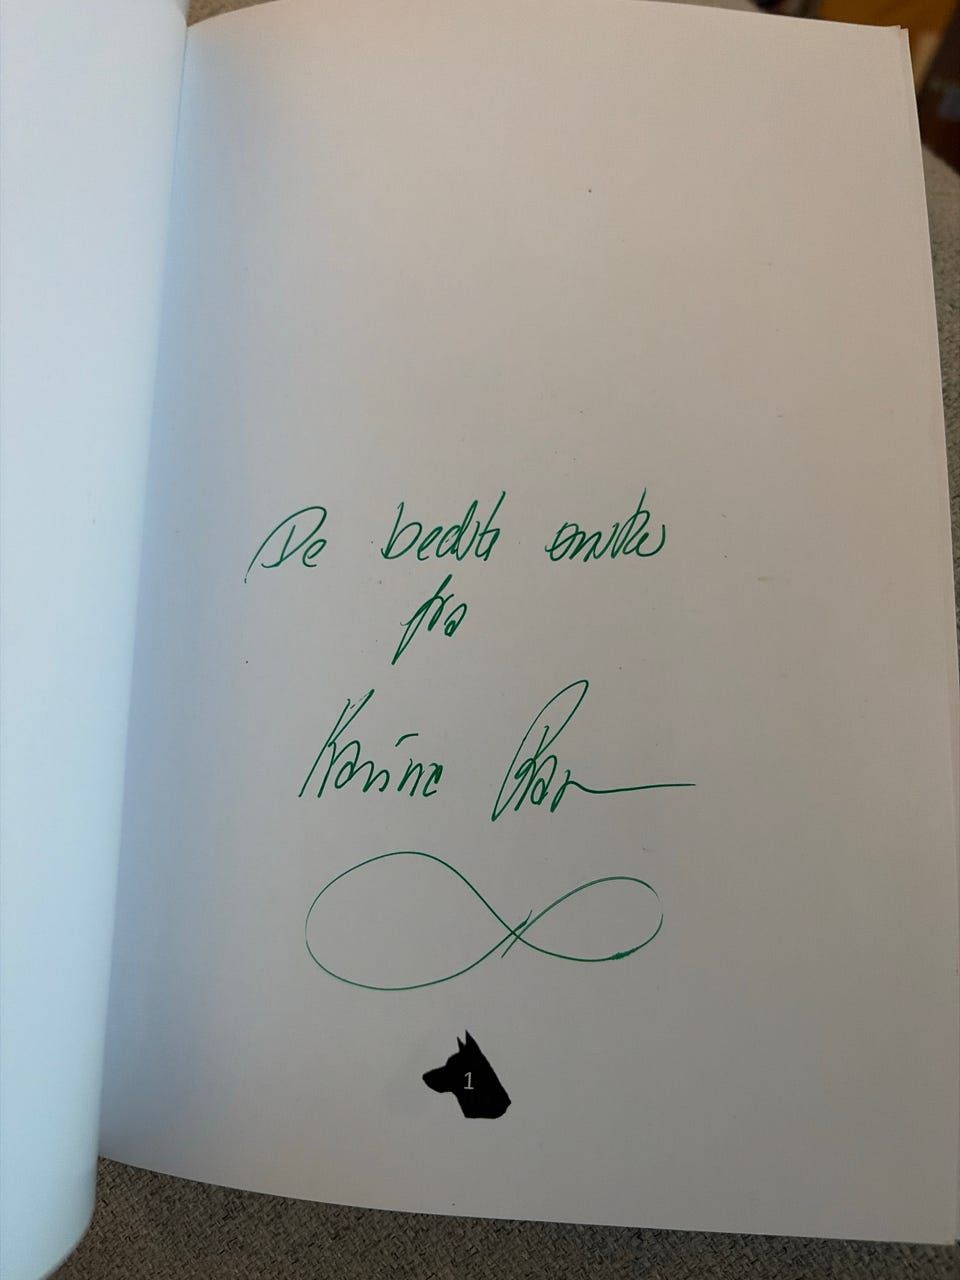 De bedste ønsker
fra
Karina
1